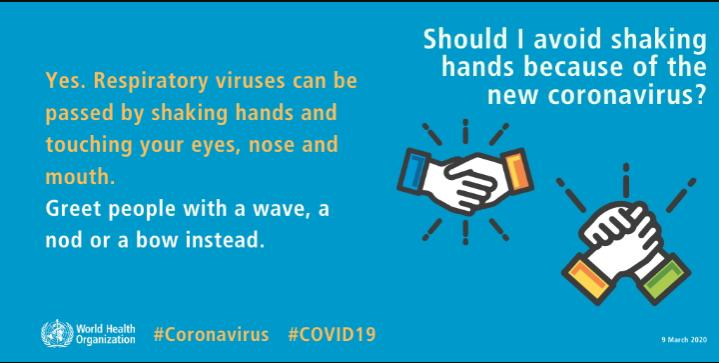 Should I avoid shaking
hands because of the
new coronavirus?
Yes. Respiratory viruses can be
passed by shaking hands and
touching your eyes, nose and
mouth.
Greet people with a wave, a
nod or a bow instead.
World Health
Organization
#Coronavirus #COVID19
9 March 2020